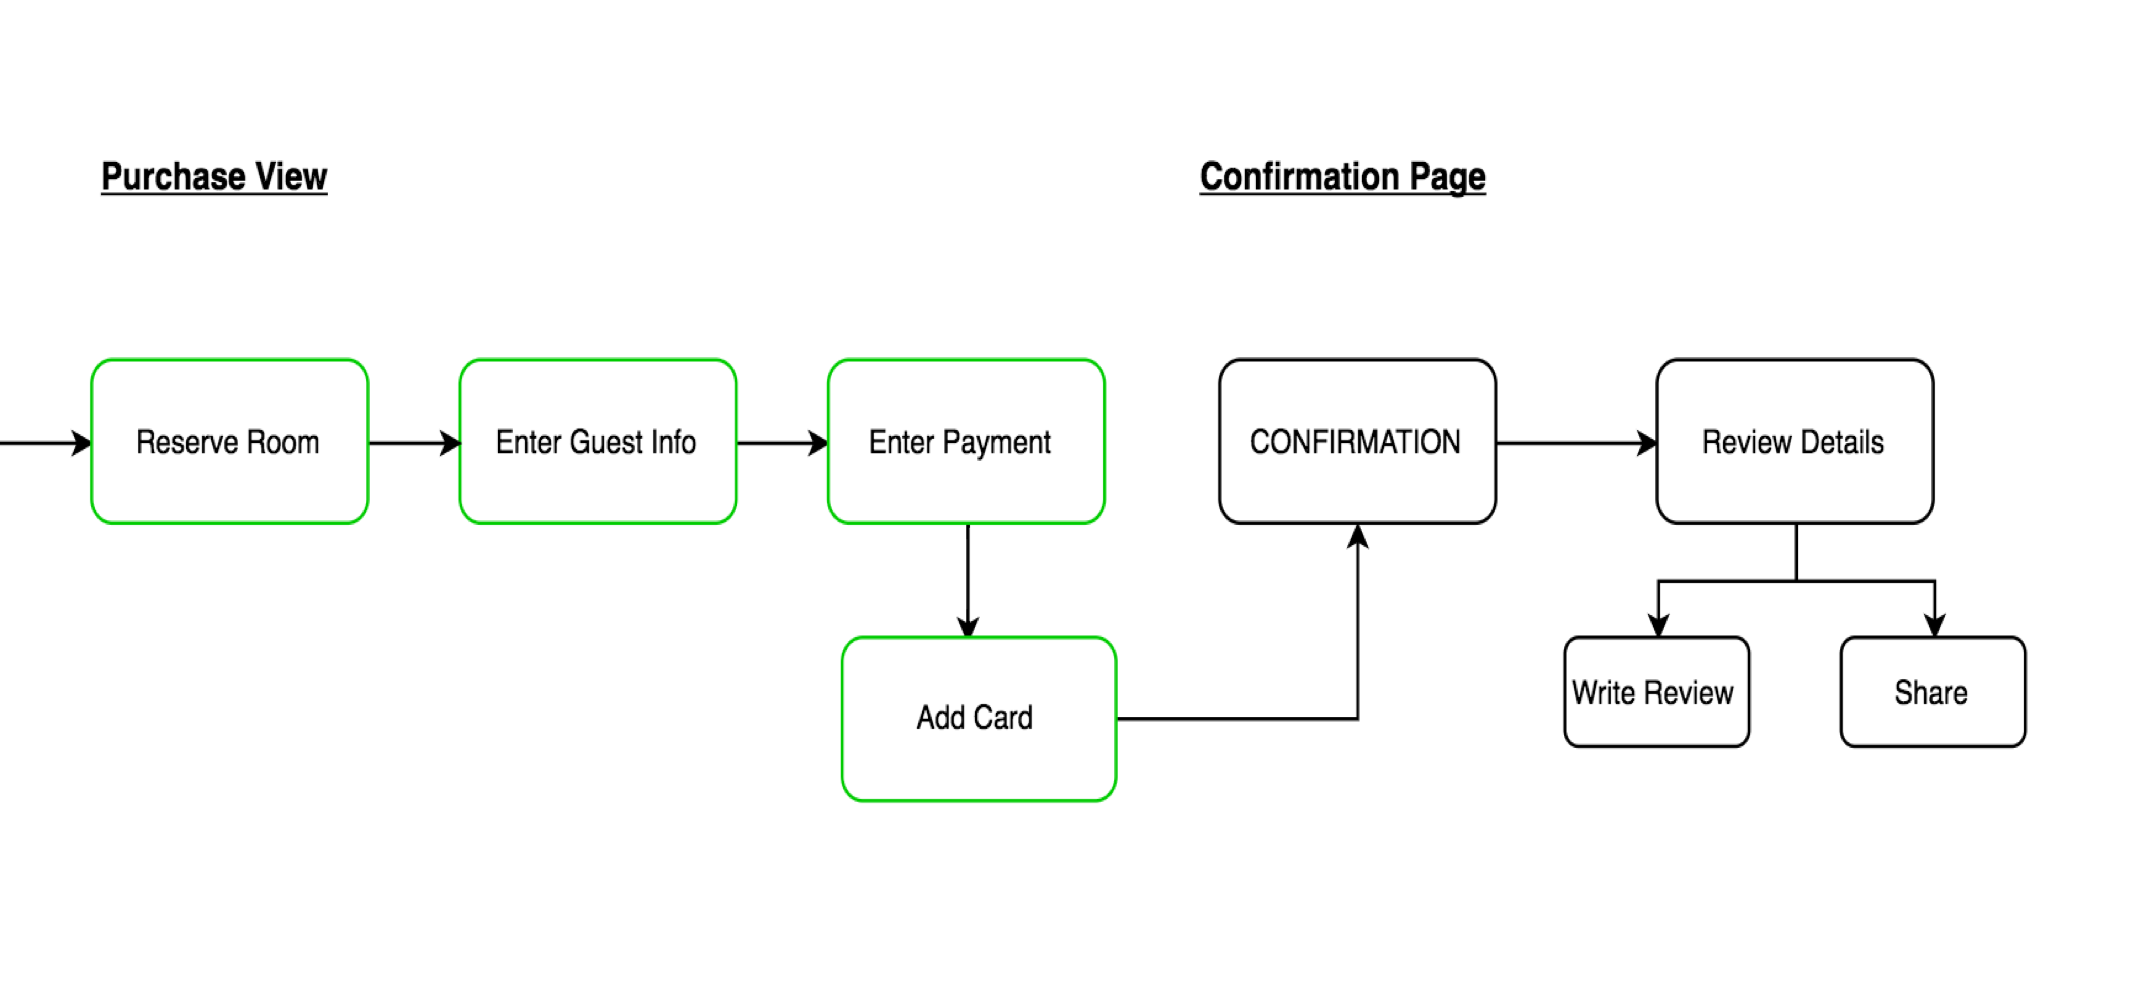 Purchase View
Confirmation Page
Reserve Room
Enter Guest Info
Enter Payment
CONFIRMATION
Review Details
Add Card
Write Review
Share